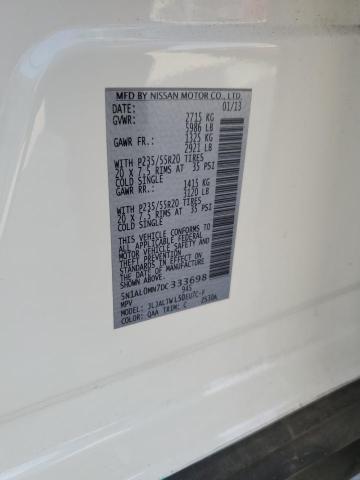 MFD BY NISSAN MOTOR CO., LTD.
DATE: 01/13
GVWR: 2715 KG
5986 LB
GAWR FR.: 1325 KG
2921 LB
WITH P235/55R20 TIRES
20 X 7.5 RIMS AT 35 PSI
COLD SINGLE
GAWR RR.: 1415 KG
3120 LB
WITH P235/55R20 TIRES
20 X 7.5 RIMS AT 35 PSI
COLD SINGLE
THIS VEHICLE CONFORMS TO ALL
APPLICABLE FEDERAL MOTOR
VEHICLE SAFETY AND THEFT
PREVENTION STANDARDS IN
EFFECT ON THE DATE OF
MANUFACTURE SHOWN ABOVE.
5N1AL0MN7DC333698
MPV 945
MODEL:
COLOR: QAA TRIM: C 2530A